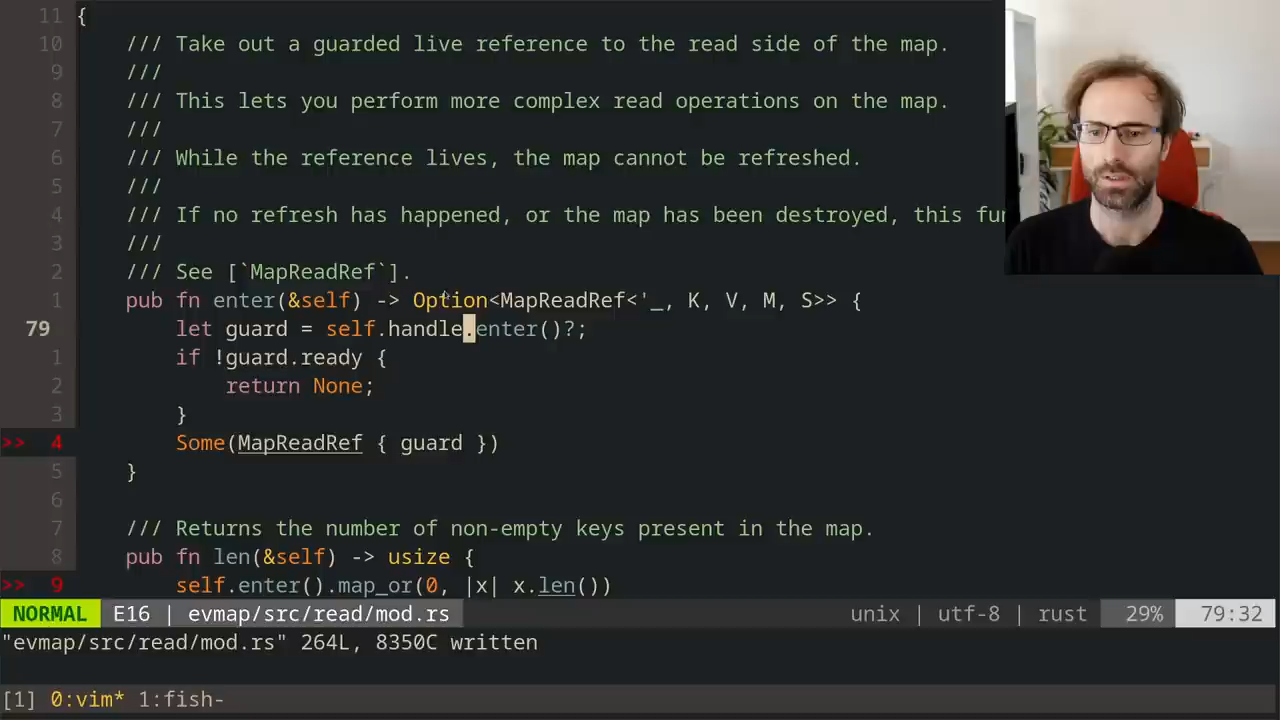 11 {
10 /// Take out a guarded live reference to the read side of the map.
9 ///
8 /// This lets you perform more complex read operations on the map.
7 ///
6 /// While the reference lives, the map cannot be refreshed.
5 ///
4 /// If no refresh has happened, or the map has been destroyed, this fun
3 ///
2 /// See [`MapReadRef`].
1 pub fn enter(&self) -> Option<MapReadRef<'_, K, V, M, S>> {
79 let guard = self.handle.enter()?;
1 if !guard.ready {
2 return None;
3 }
>> 4 Some(MapReadRef { guard })
5 }
6
7 /// Returns the number of non-empty keys present in the map.
8 pub fn len(&self) -> usize {
>> 9 self.enter().map_or(0, |x| x.len())
NORMAL E16 | evmap/src/read/mod.rs unix | utf-8 | rust 29% 79:32
"evmap/src/read/mod.rs" 264L, 8350C written
[1] 0:vim* 1:fish-